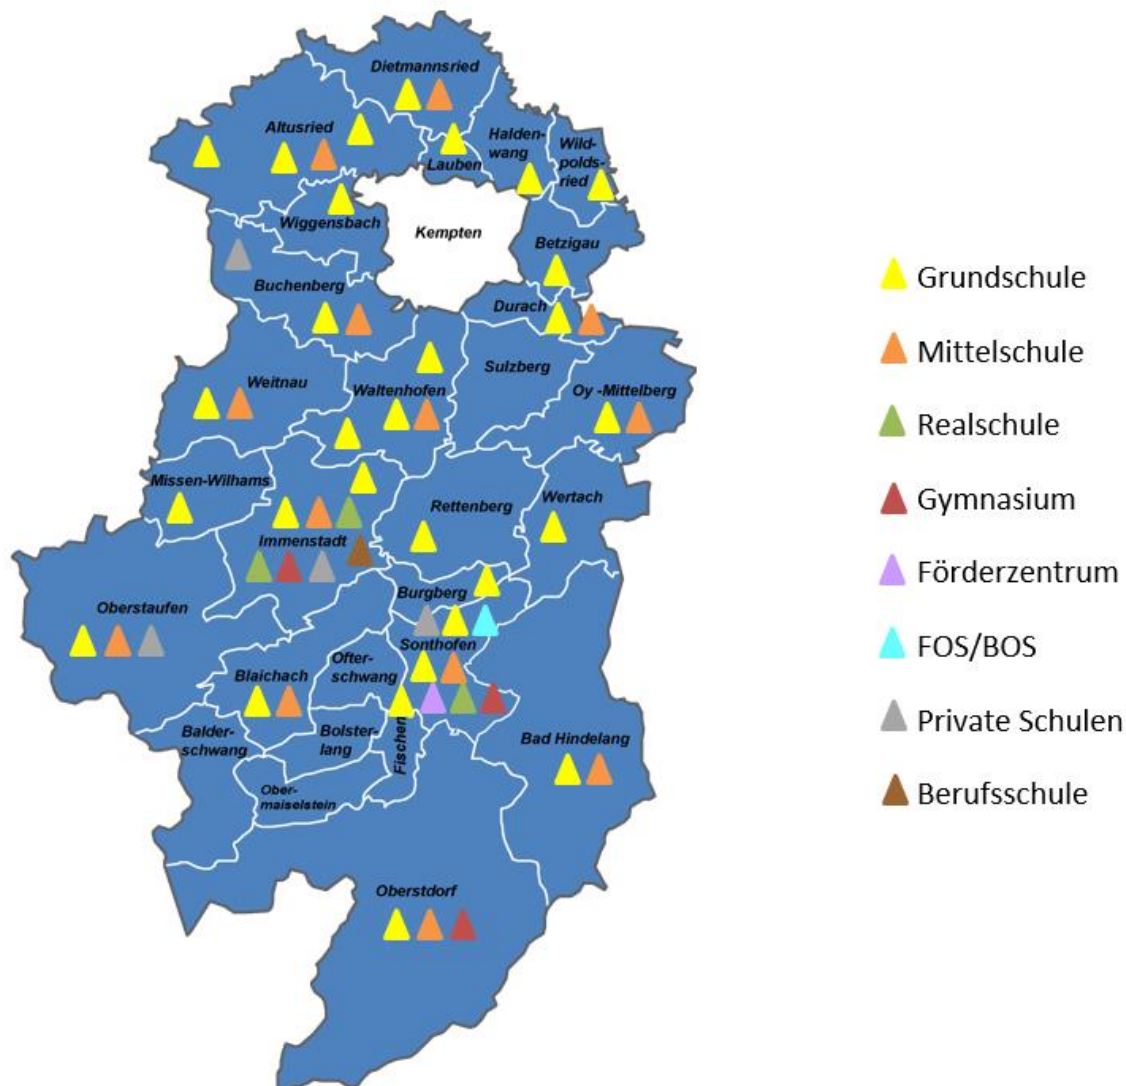 Dietmannsried
Altusried
Halden-
wang
Wild-
polds-
ried
Lauben
Wiggensbach
Kempten
Betzigau
Buchenberg
Durach
Sulzberg
Weitnau
Waltenhofen
Oy -Mittelberg
Missen-Wilhams
Rettenberg
Wertach
Immenstadt
Burgberg
Oberstaufen
Sonthofen
Ofter-
schwang
Blaichach
Balder-
schwang
Bolster-
lang
Fischen
Bad Hindelang
Ober-
maiselstein
Oberstdorf
Grundschule
Mittelschule
Realschule
Gymnasium
Förderzentrum
FOS/BOS
Private Schulen
Berufsschule